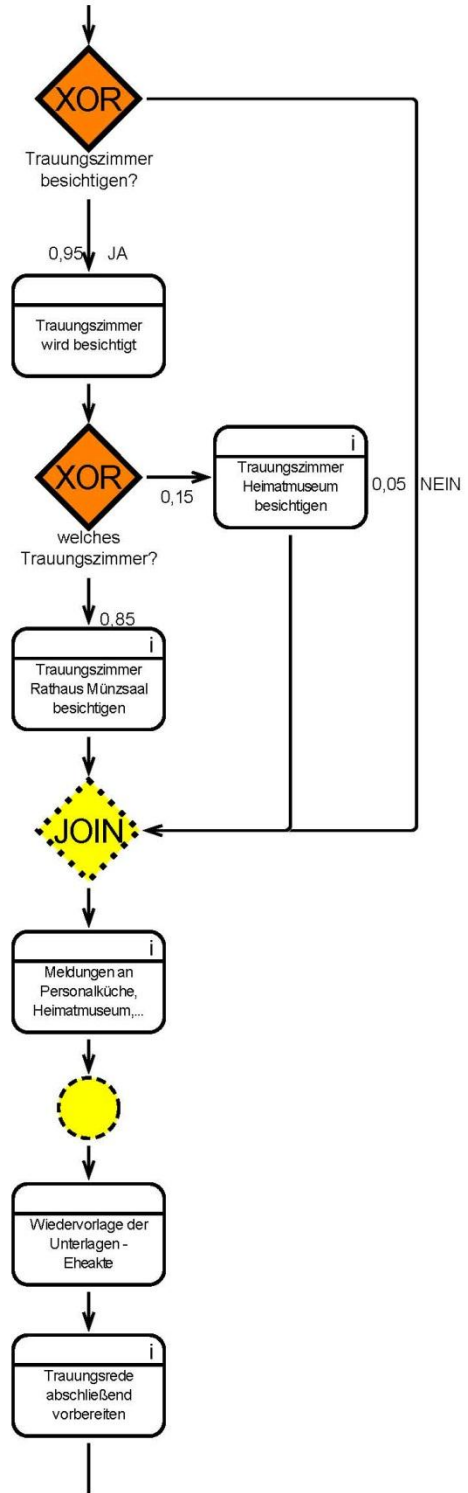 XOR
Trauungszimmer
besichtigen?
0,95 JA
Trauungszimmer
wird besichtigt
XOR
0,15
welches
Trauungszimmer?
i
Trauungszimmer
Heimatmuseum
besichtigen
0,05 NEIN
0,85
i
Trauungszimmer
Rathaus Münzsaal
besichtigen
JOIN
i
Meldungen an
Personalküche,
Heimatmuseum,...
Wiedervorlage der
Unterlagen -
Eheakte
i
Trauungsrede
abschließend
vorbereiten